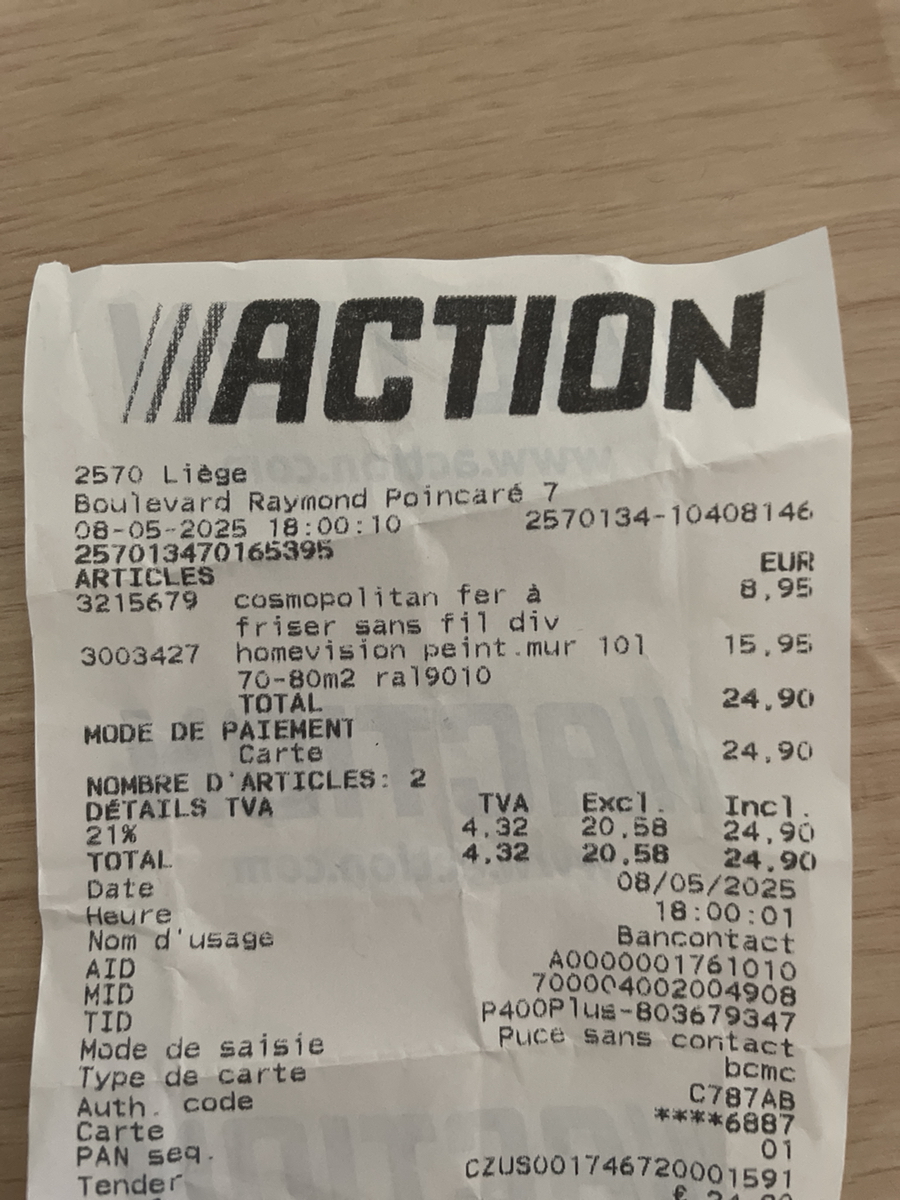 ACTION
2570 Liège
Boulevard Raymond Poincaré 7
08-05-2025 18:00:10 2570134-10408146
257013470165395
ARTICLES EUR
3215679 cosmopolitan fer à 8,95
friser sans fil div
3003427 homevision peint.mur 10l 15,95
70-80m2 ral9010
TOTAL 24,90
MODE DE PAIEMENT
Carte 24,90
NOMBRE D'ARTICLES: 2
DÉTAILS TVA TVA Excl. Incl.
21% 4,32 20,58 24,90
TOTAL 4,32 20,58 24,90
Date 08/05/2025
Heure 18:00:01
Nom d'usage Bancontact
AID A0000001761010
MID 700004002004908
TID P400Plus-803679347
Mode de saisie Puce sans contact
Type de carte bcmc
Auth. code C787AB
Carte ****6887
PAN seq. 01
Tender CZUS001746720001591